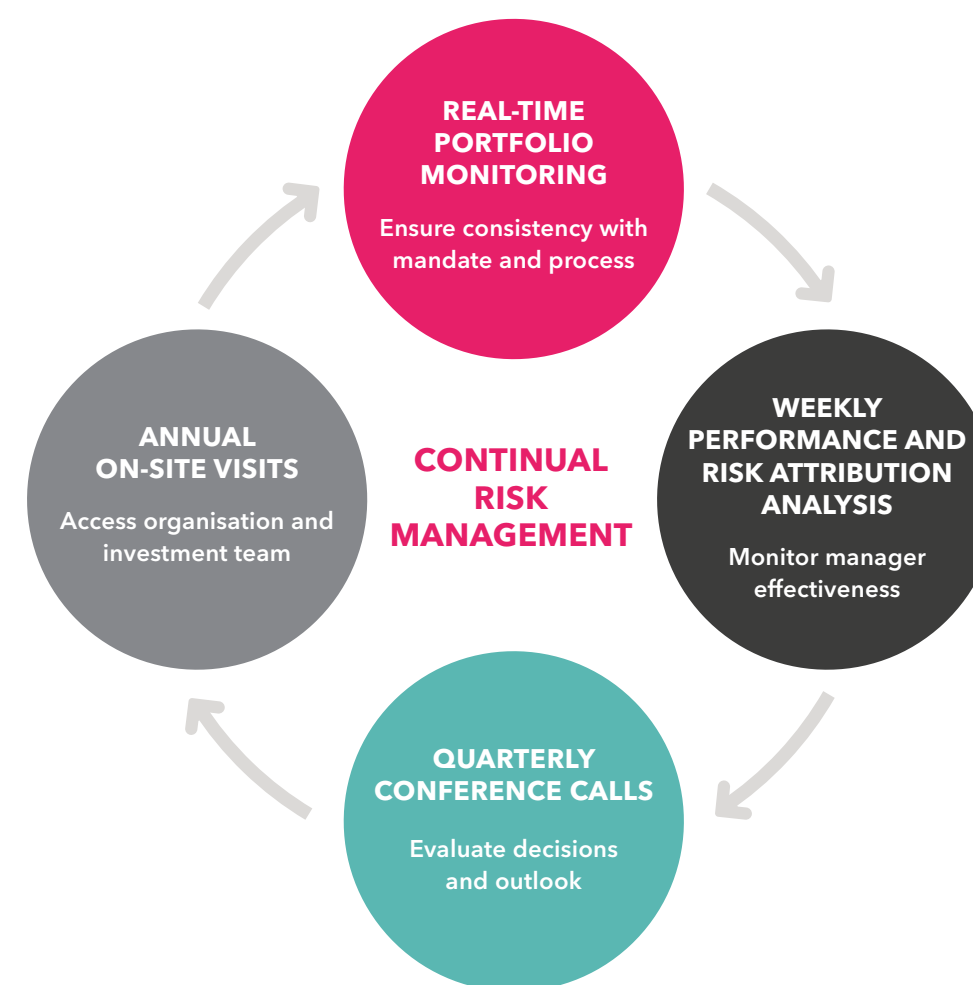 REAL-TIME
PORTFOLIO
MONITORING
Ensure consistency with
mandate and process
WEEKLY
PERFORMANCE AND
RISK ATTRIBUTION
ANALYSIS
Monitor manager
effectiveness
QUARTERLY
CONFERENCE CALLS
Evaluate decisions
and outlook
ANNUAL
ON-SITE VISITS
Access organisation and
investment team
CONTINUAL
RISK
MANAGEMENT